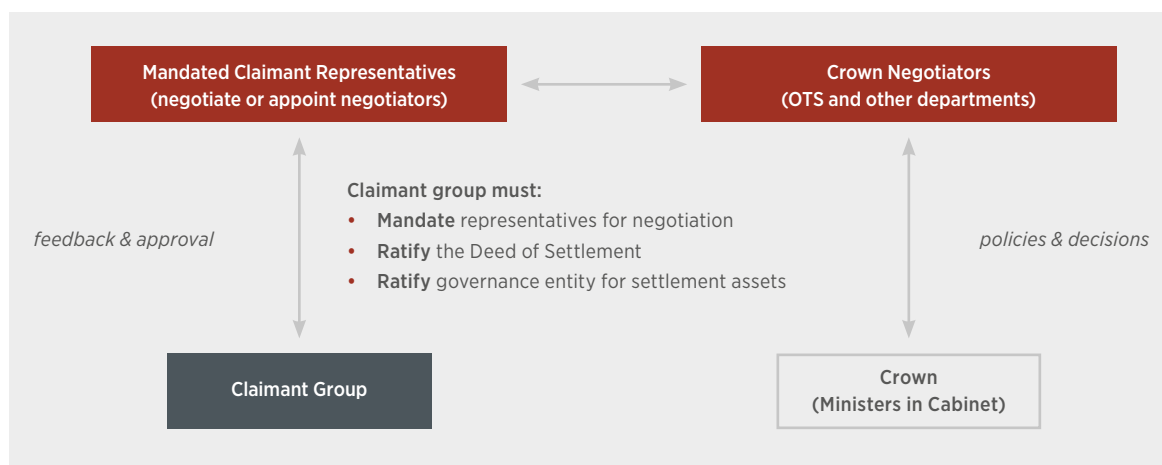 Mandated Claimant Representatives
(negotiate or appoint negotiators)
Crown Negotiators
(OTS and other departments)
Claimant group must:
• Mandate representatives for negotiation
• Ratify the Deed of Settlement
• Ratify governance entity for settlement assets
feedback & approval
policies & decisions
Claimant Group
Crown
(Ministers in Cabinet)